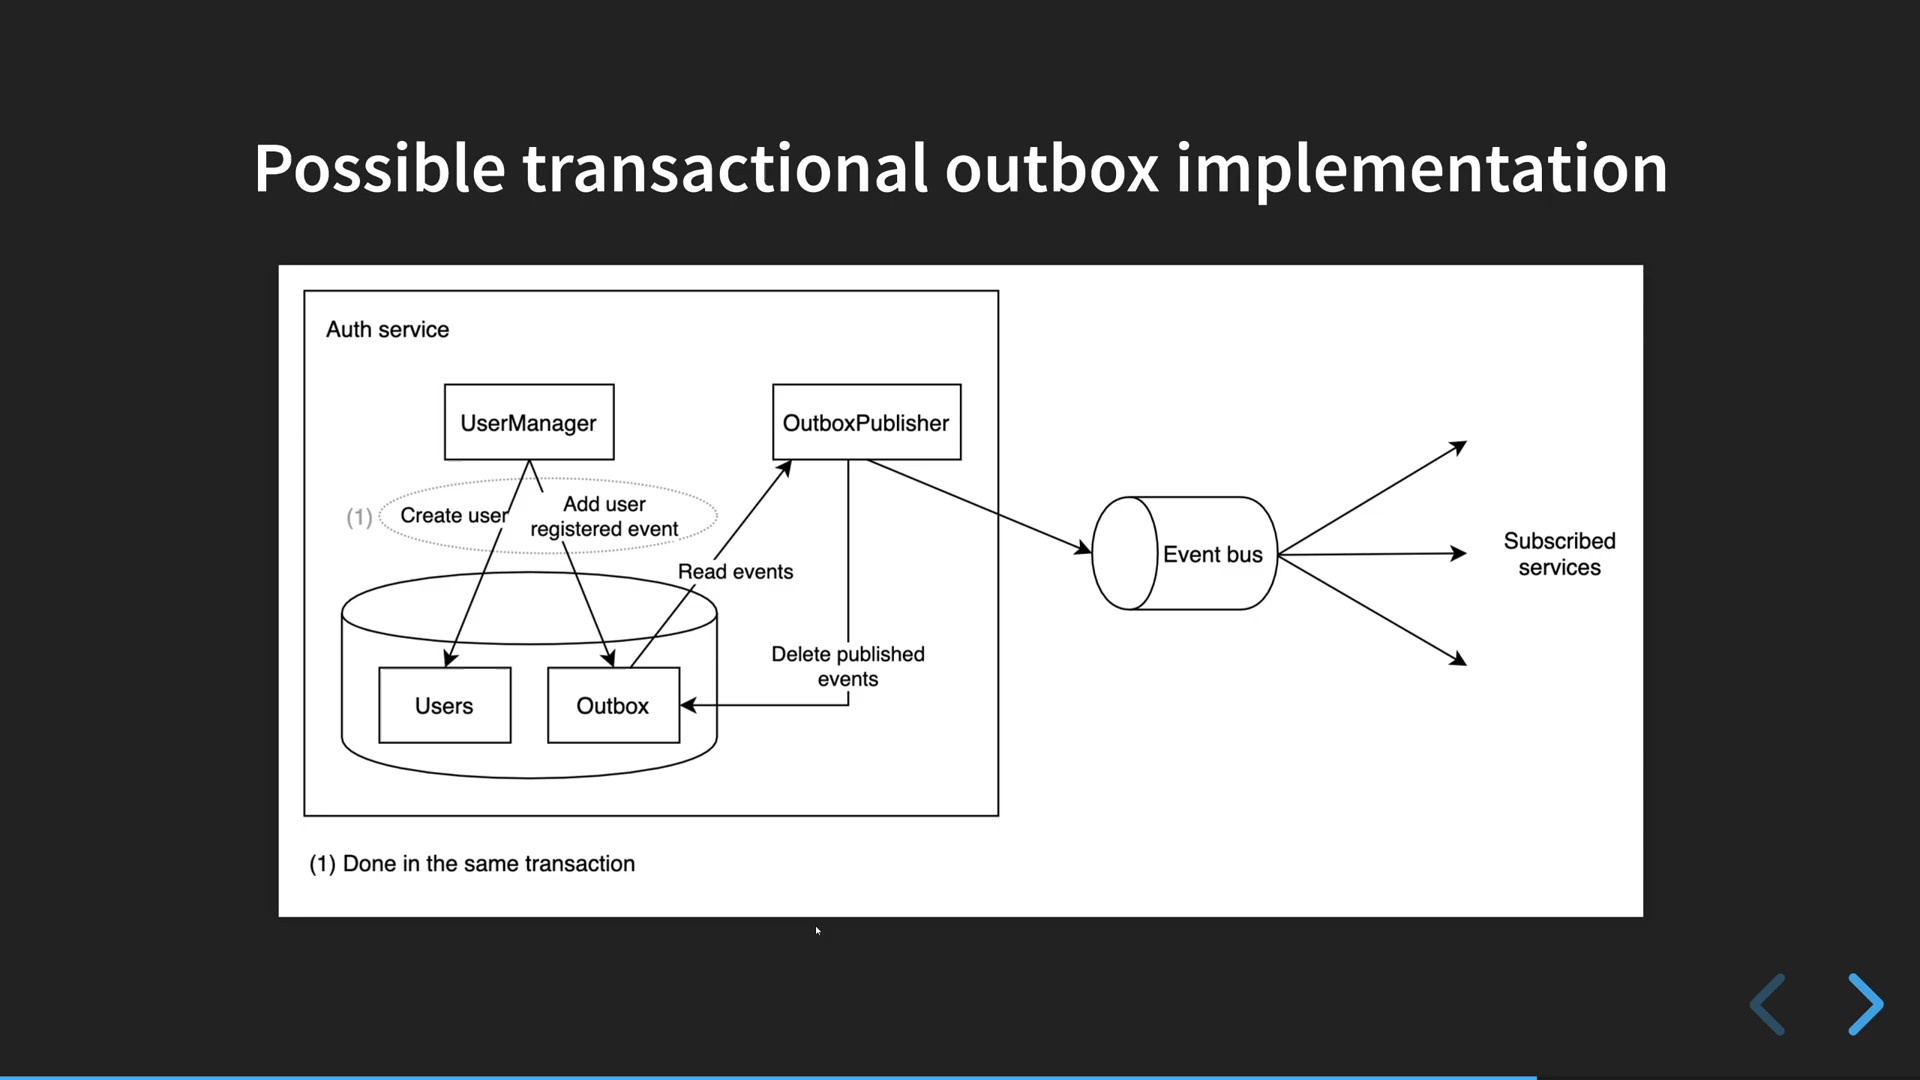 Possible transactional outbox implementation
Auth service
UserManager
OutboxPublisher
(1)
Create user
Add user
registered event
Read events
Event bus
Subscribed
services
Delete published
events
Users
Outbox
(1) Done in the same transaction